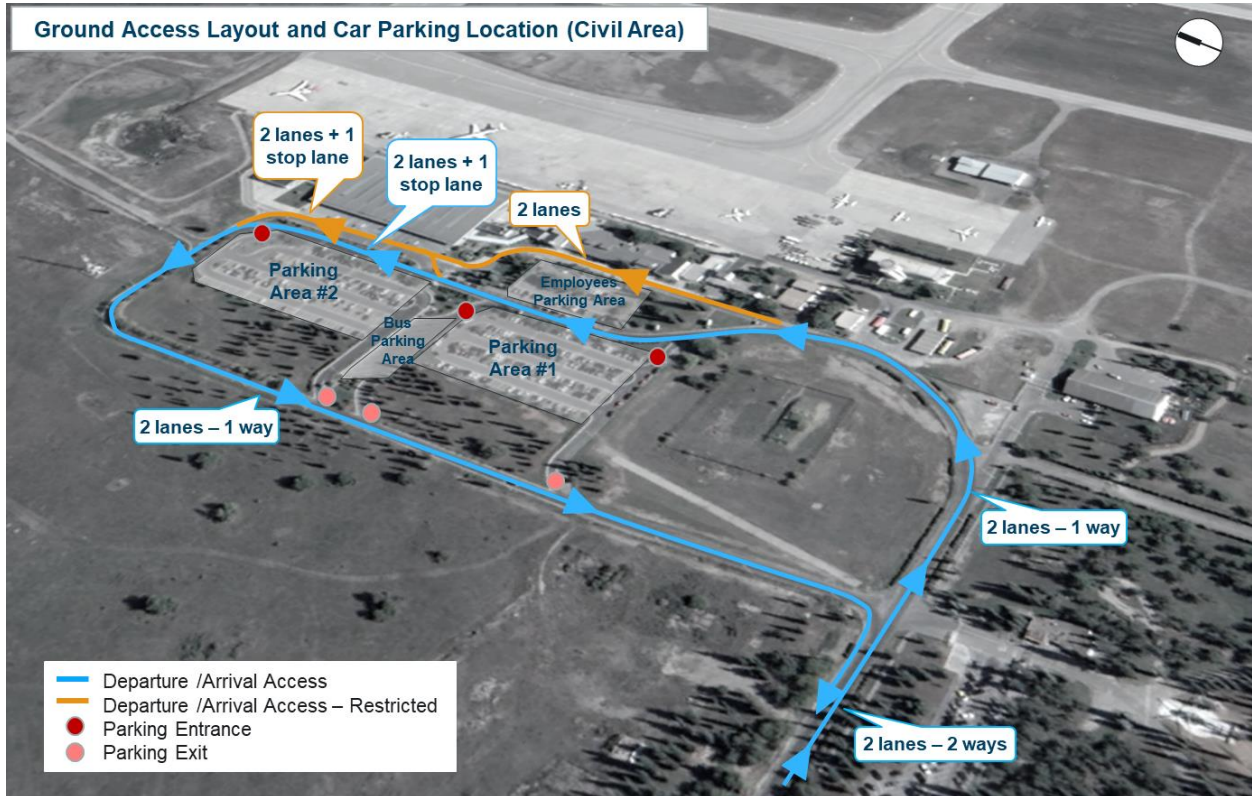 Ground Access Layout and Car Parking Location (Civil Area)
2 lanes + 1
stop lane
2 lanes + 1
stop lane
2 lanes
Parking
Area #2
Employees
Parking Area
Bus
Parking
Area
Parking
Area #1
2 lanes – 1 way
2 lanes – 1 way
2 lanes – 2 ways
Departure /Arrival Access
Departure /Arrival Access – Restricted
Parking Entrance
Parking Exit